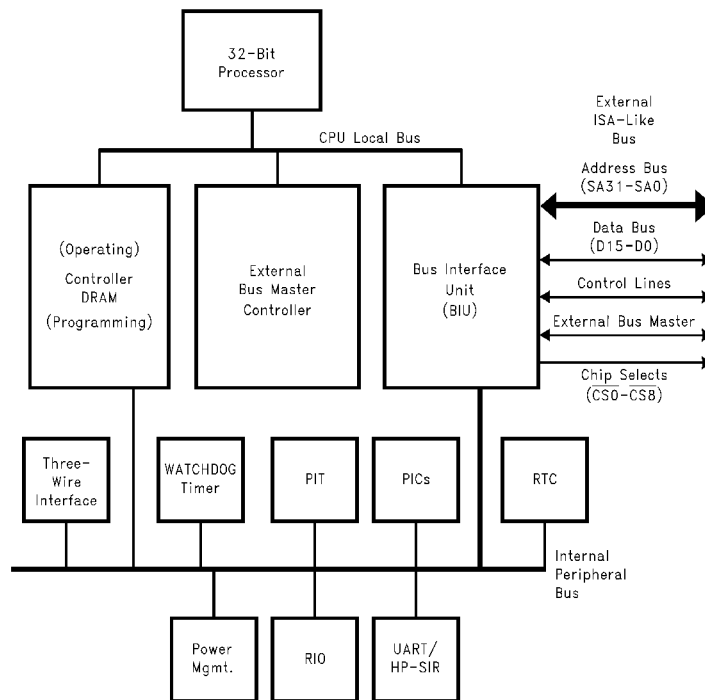 32-Bit
Processor
CPU Local Bus
External
ISA-Like
Bus
Address Bus
(SA31-SA0)
Data Bus
(D15-D0)
Control Lines
External Bus Master
Chip Selects
(C̅S̅0̅-C̅S̅8̅)
(Operating)
Controller
DRAM
(Programming)
External
Bus Master
Controller
Bus Interface
Unit
(BIU)
Three-
Wire
Interface
WATCHDOG
Timer
PIT
PICs
RTC
Internal
Peripheral
Bus
Power
Mgmt.
RIO
UART/
HP-SIR